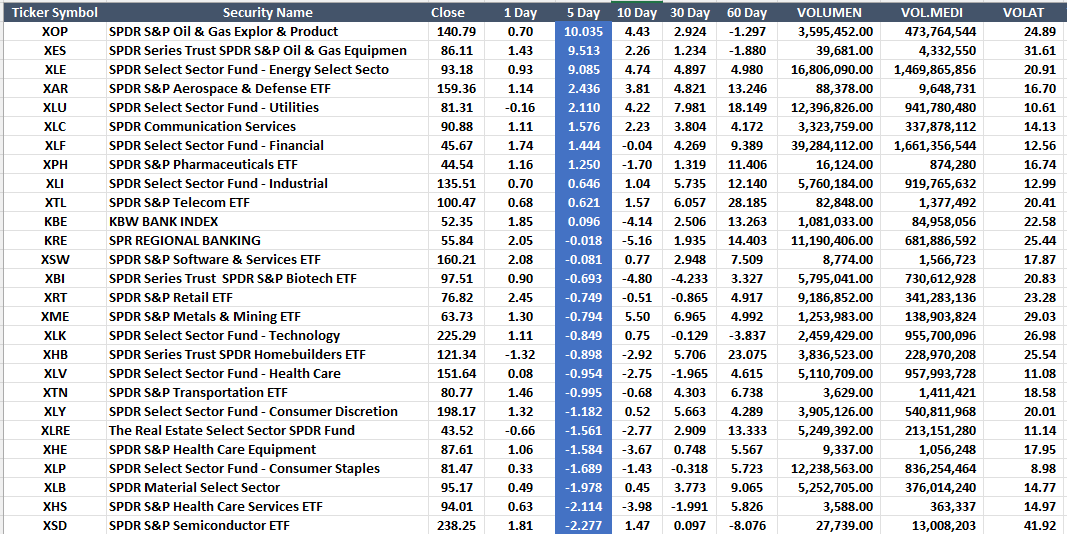 Ticker Symbol Security Name Close 1 Day 5 Day 10 Day 30 Day 60 Day VOLUMEN VOL.MEDI VOLAT
XOP SPDR S&P Oil & Gas Explor & Product 140.79 0.70 10.035 4.43 2.924 -1.297 3,595,452.00 473,764,544 24.89
XES SPDR Series Trust SPDR S&P Oil & Gas Equipmen 86.11 1.43 9.513 2.26 1.234 -1.880 39,681.00 4,332,550 31.61
XLE SPDR Select Sector Fund - Energy Select Secto 93.18 0.93 9.085 4.74 4.897 4.980 16,806,090.00 1,469,865,856 20.91
XAR SPDR S&P Aerospace & Defense ETF 159.36 1.14 2.436 3.81 4.821 13.246 88,378.00 9,648,731 16.70
XLU SPDR Select Sector Fund - Utilities 81.31 -0.16 2.110 4.22 7.981 18.149 12,396,826.00 941,780,480 10.61
XLC SPDR Communication Services 90.88 1.11 1.576 2.23 3.804 4.172 3,323,759.00 337,878,112 14.13
XLF SPDR Select Sector Fund - Financial 45.67 1.74 1.444 -0.04 4.269 9.389 39,284,112.00 1,661,356,544 12.56
XPH SPDR S&P Pharmaceuticals ETF 44.54 1.16 1.250 -1.70 1.319 11.406 16,124.00 874,280 16.74
XLI SPDR Select Sector Fund - Industrial 135.51 0.70 0.646 1.04 5.735 12.140 5,760,184.00 919,765,632 12.99
XTL SPDR S&P Telecom ETF 100.47 0.68 0.621 1.57 6.057 28.185 82,848.00 1,377,492 20.41
KBE KBW BANK INDEX 52.35 1.85 0.096 -4.14 2.506 13.263 1,081,033.00 84,958,056 22.58
KRE SPR REGIONAL BANKING 55.84 2.05 -0.018 -5.16 1.935 14.403 11,190,406.00 681,886,592 25.44
XSW SPDR S&P Software & Services ETF 160.21 2.08 -0.081 0.77 2.948 7.509 8,774.00 1,566,723 17.87
XBI SPDR Series Trust SPDR S&P Biotech ETF 97.51 0.90 -0.693 -4.80 -4.233 3.327 5,795,041.00 730,612,928 20.83
XRT SPDR S&P Retail ETF 76.82 2.45 -0.749 -0.51 -0.865 4.917 9,186,852.00 341,283,136 23.28
XME SPDR S&P Metals & Mining ETF 63.73 1.30 -0.794 5.50 6.965 4.992 1,253,983.00 138,903,824 29.03
XLK SPDR Select Sector Fund - Technology 225.29 1.11 -0.849 0.75 -0.129 -3.837 2,459,429.00 955,700,096 26.98
XHB SPDR Series Trust SPDR Homebuilders ETF 121.34 -1.32 -0.898 -2.92 5.706 23.075 3,836,523.00 228,970,208 25.54
XLV SPDR Select Sector Fund - Health Care 151.64 0.08 -0.954 -2.75 -1.965 4.615 5,110,709.00 957,993,728 11.08
XTN SPDR S&P Transportation ETF 80.77 1.46 -0.995 -0.68 4.303 6.738 3,629.00 1,411,421 18.58
XLY SPDR Select Sector Fund - Consumer Discretion 198.17 1.32 -1.182 0.52 5.663 4.289 3,905,126.00 540,811,968 20.01
XLRE The Real Estate Select Sector SPDR Fund 43.52 -0.66 -1.561 -2.77 2.909 13.333 5,249,392.00 213,151,280 11.14
XHE SPDR S&P Health Care Equipment 87.61 1.06 -1.584 -3.67 0.748 5.567 9,337.00 1,056,248 17.95
XLP SPDR Select Sector Fund - Consumer Staples 81.47 0.33 -1.689 -1.43 -0.318 5.723 12,238,563.00 836,254,464 8.98
XLB SPDR Material Select Sector 95.17 0.49 -1.978 0.45 3.773 9.065 5,252,705.00 376,014,240 14.77
XHS SPDR S&P Health Care Services ETF 94.01 0.63 -2.114 -3.98 -1.991 5.826 3,588.00 363,337 14.97
XSD SPDR S&P Semiconductor ETF 238.25 1.81 -2.277 1.47 0.097 -8.076 27,739.00 13,008,203 41.92